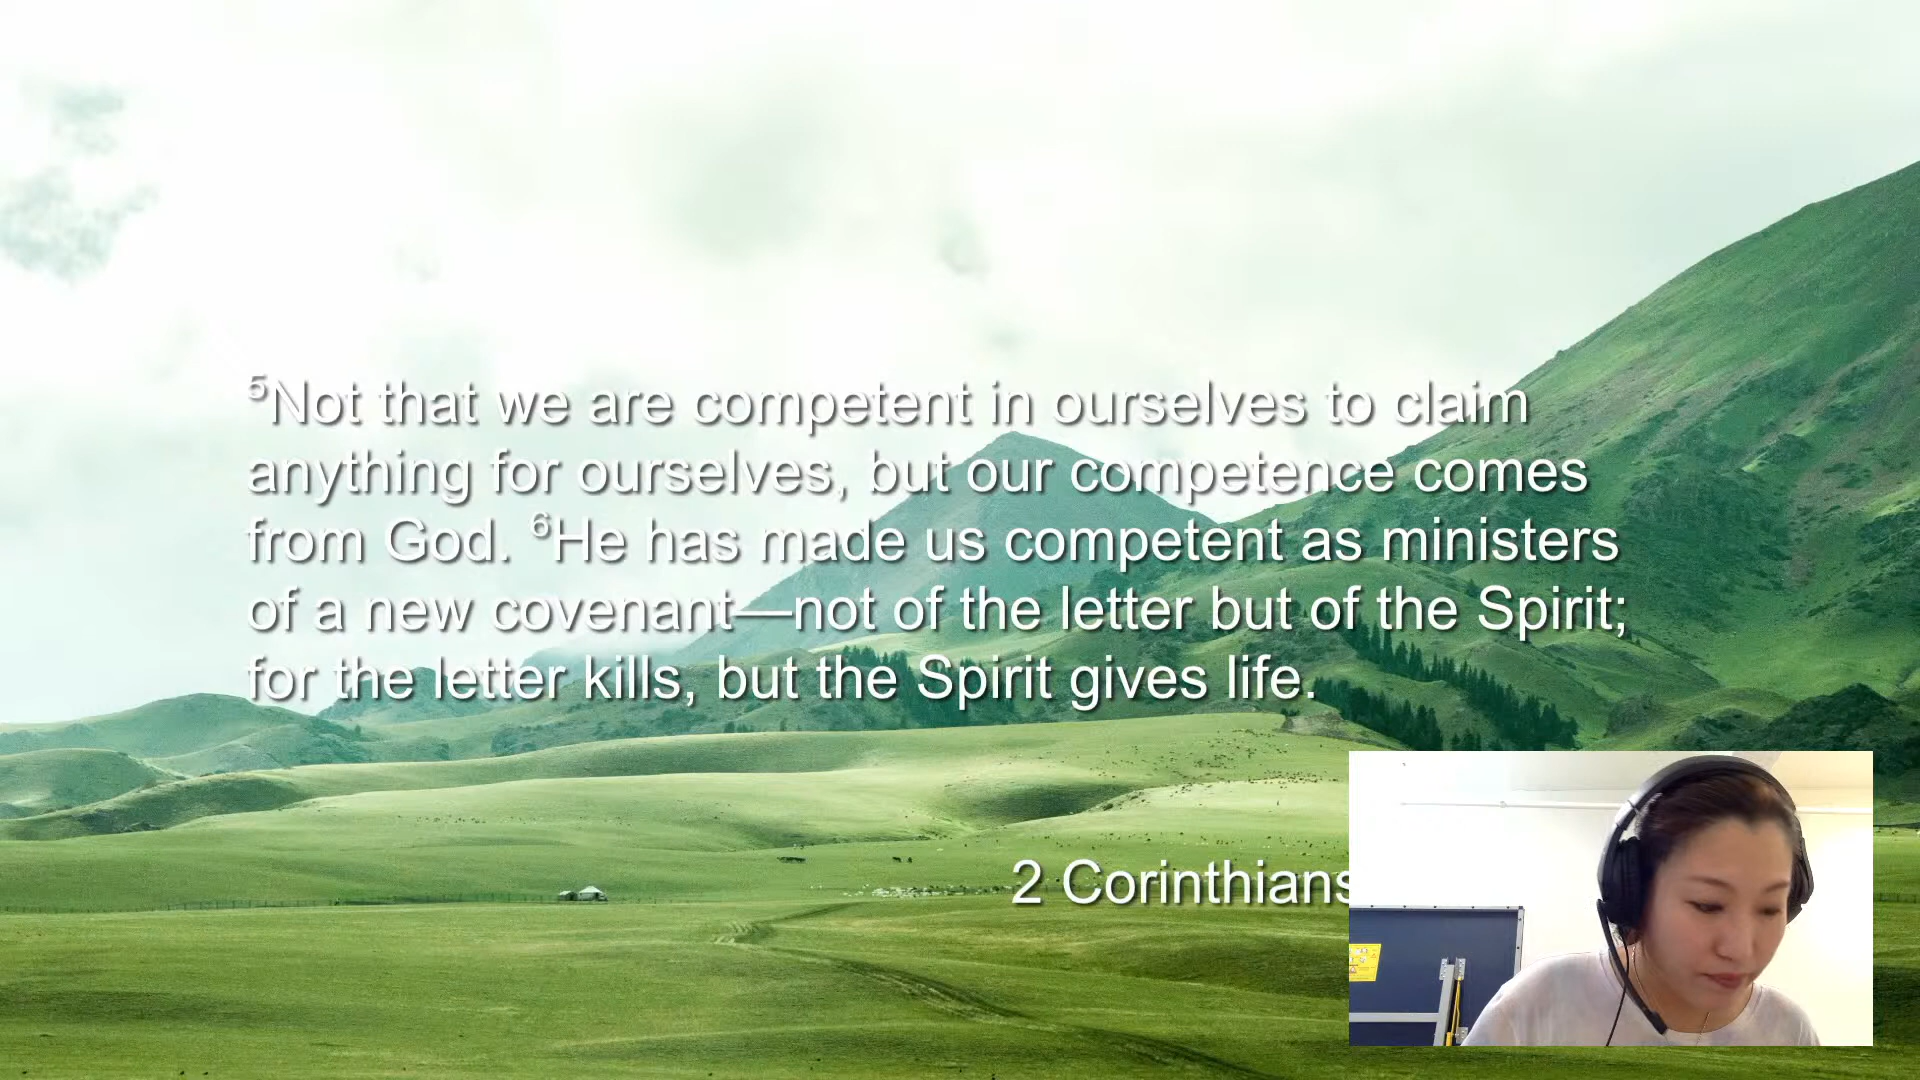 ⁵Not that we are competent in ourselves to claim
anything for ourselves, but our competence comes
from God. ⁶He has made us competent as ministers
of a new covenant—not of the letter but of the Spirit;
for the letter kills, but the Spirit gives life.
2 Corinthians